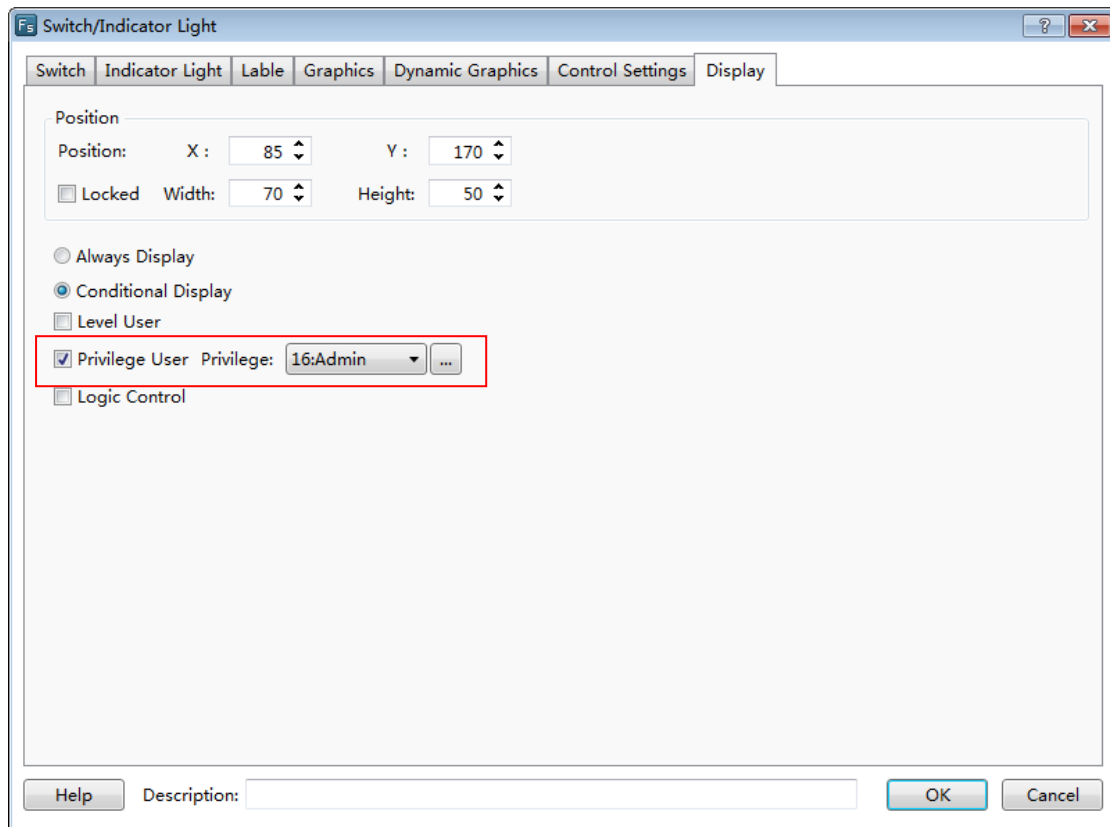 Fs Switch/Indicator Light ?
Switch Indicator Light Lable Graphics Dynamic Graphics Control Settings Display
Position
Position: X : 85 Y : 170
Locked Width: 70 Height: 50
Always Display
Conditional Display
Level User
Privilege User Privilege: 16:Admin ...
Logic Control
Help Description: OK Cancel